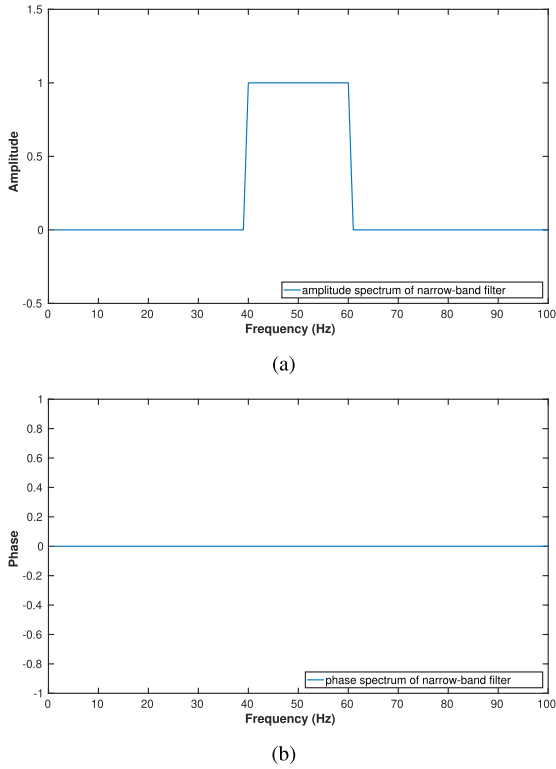 1.5
1
0.5
0
-0.5
Amplitude
0 10 20 30 40 50 60 70 80 90 100
Frequency (Hz)
amplitude spectrum of narrow-band filter
(a)
1
0.8
0.6
0.4
0.2
0
-0.2
-0.4
-0.6
-0.8
-1
Phase
0 10 20 30 40 50 60 70 80 90 100
Frequency (Hz)
phase spectrum of narrow-band filter
(b)